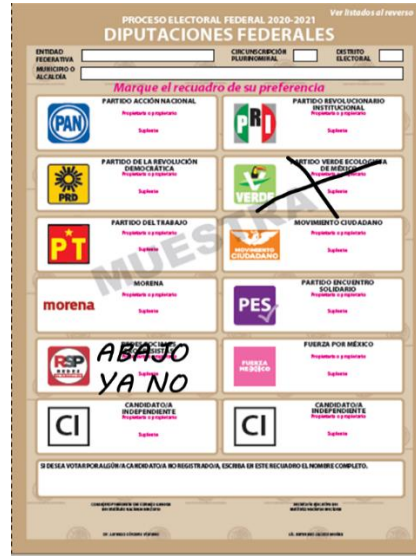 Ver listados al reverso
PROCESO ELECTORAL FEDERAL 2020-2021
DIPUTACIONES FEDERALES
ENTIDAD FEDERATIVA
CIRCUNSCRIPCIÓN PLURINOMINAL
DISTRITO ELECTORAL
MUNICIPIO O ALCALDÍA
Marque el recuadro de su preferencia
PAN
PARTIDO ACCIÓN NACIONAL
Propietario o propietaria
Suplente
PRI
PARTIDO REVOLUCIONARIO
INSTITUCIONAL
Propietario o propietaria
Suplente
PRD
PARTIDO DE LA REVOLUCIÓN
DEMOCRÁTICA
Propietario o propietaria
Suplente
VERDE
PARTIDO VERDE ECOLOGISTA
DE MÉXICO
Propietario o propietaria
Suplente
PT
PARTIDO DEL TRABAJO
Propietario o propietaria
Suplente
MOVIMIENTO
CIUDADANO
MOVIMIENTO CIUDADANO
Propietario o propietaria
Suplente
MUESTRA
morena
MORENA
Propietario o propietaria
Suplente
PES
PARTIDO ENCUENTRO
SOLIDARIO
Propietario o propietaria
Suplente
RSP
REDES SOCIALES
PROGRESISTAS
ABAJO
YA NO
FUERZA
MÉXICO
FUERZA POR MÉXICO
Propietario o propietaria
Suplente
CI
CANDIDATO/A
INDEPENDIENTE
Propietario o propietaria
Suplente
CI
CANDIDATO/A
INDEPENDIENTE
Propietario o propietaria
Suplente
SI DESEA VOTAR POR ALGÚN/A CANDIDATO/A NO REGISTRADO/A, ESCRIBA EN ESTE RECUADRO EL NOMBRE COMPLETO.